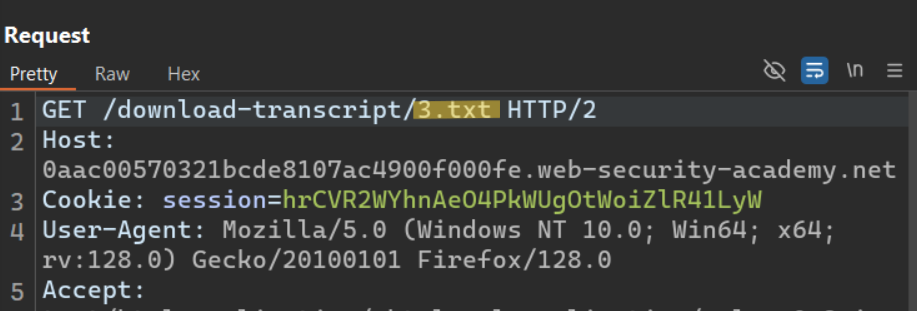 Request
Pretty Raw Hex \n
1 GET /download-transcript/3.txt HTTP/2
2 Host:
0aac00570321bcde8107ac4900f000fe.web-security-academy.net
3 Cookie: session=hrCVR2WYhnAeO4PkWUgOtWoiZlR41LyW
4 User-Agent: Mozilla/5.0 (Windows NT 10.0; Win64; x64;
rv:128.0) Gecko/20100101 Firefox/128.0
5 Accept: